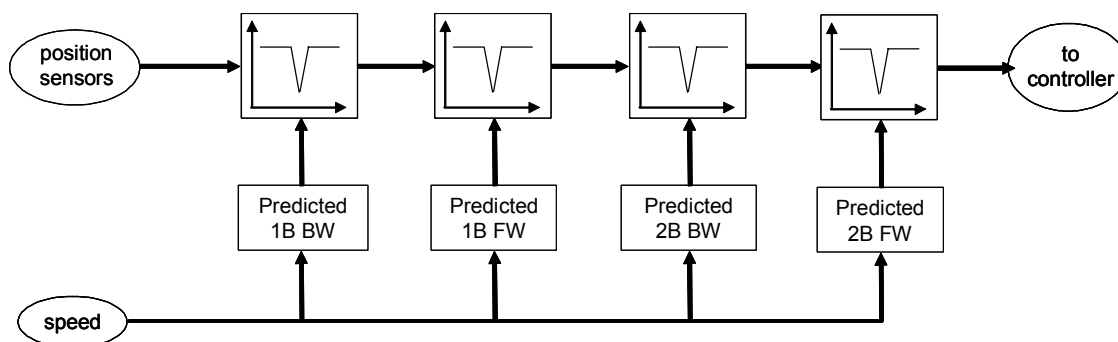 position
sensors
to
controller
Predicted
1B BW
Predicted
1B FW
Predicted
2B BW
Predicted
2B FW
speed